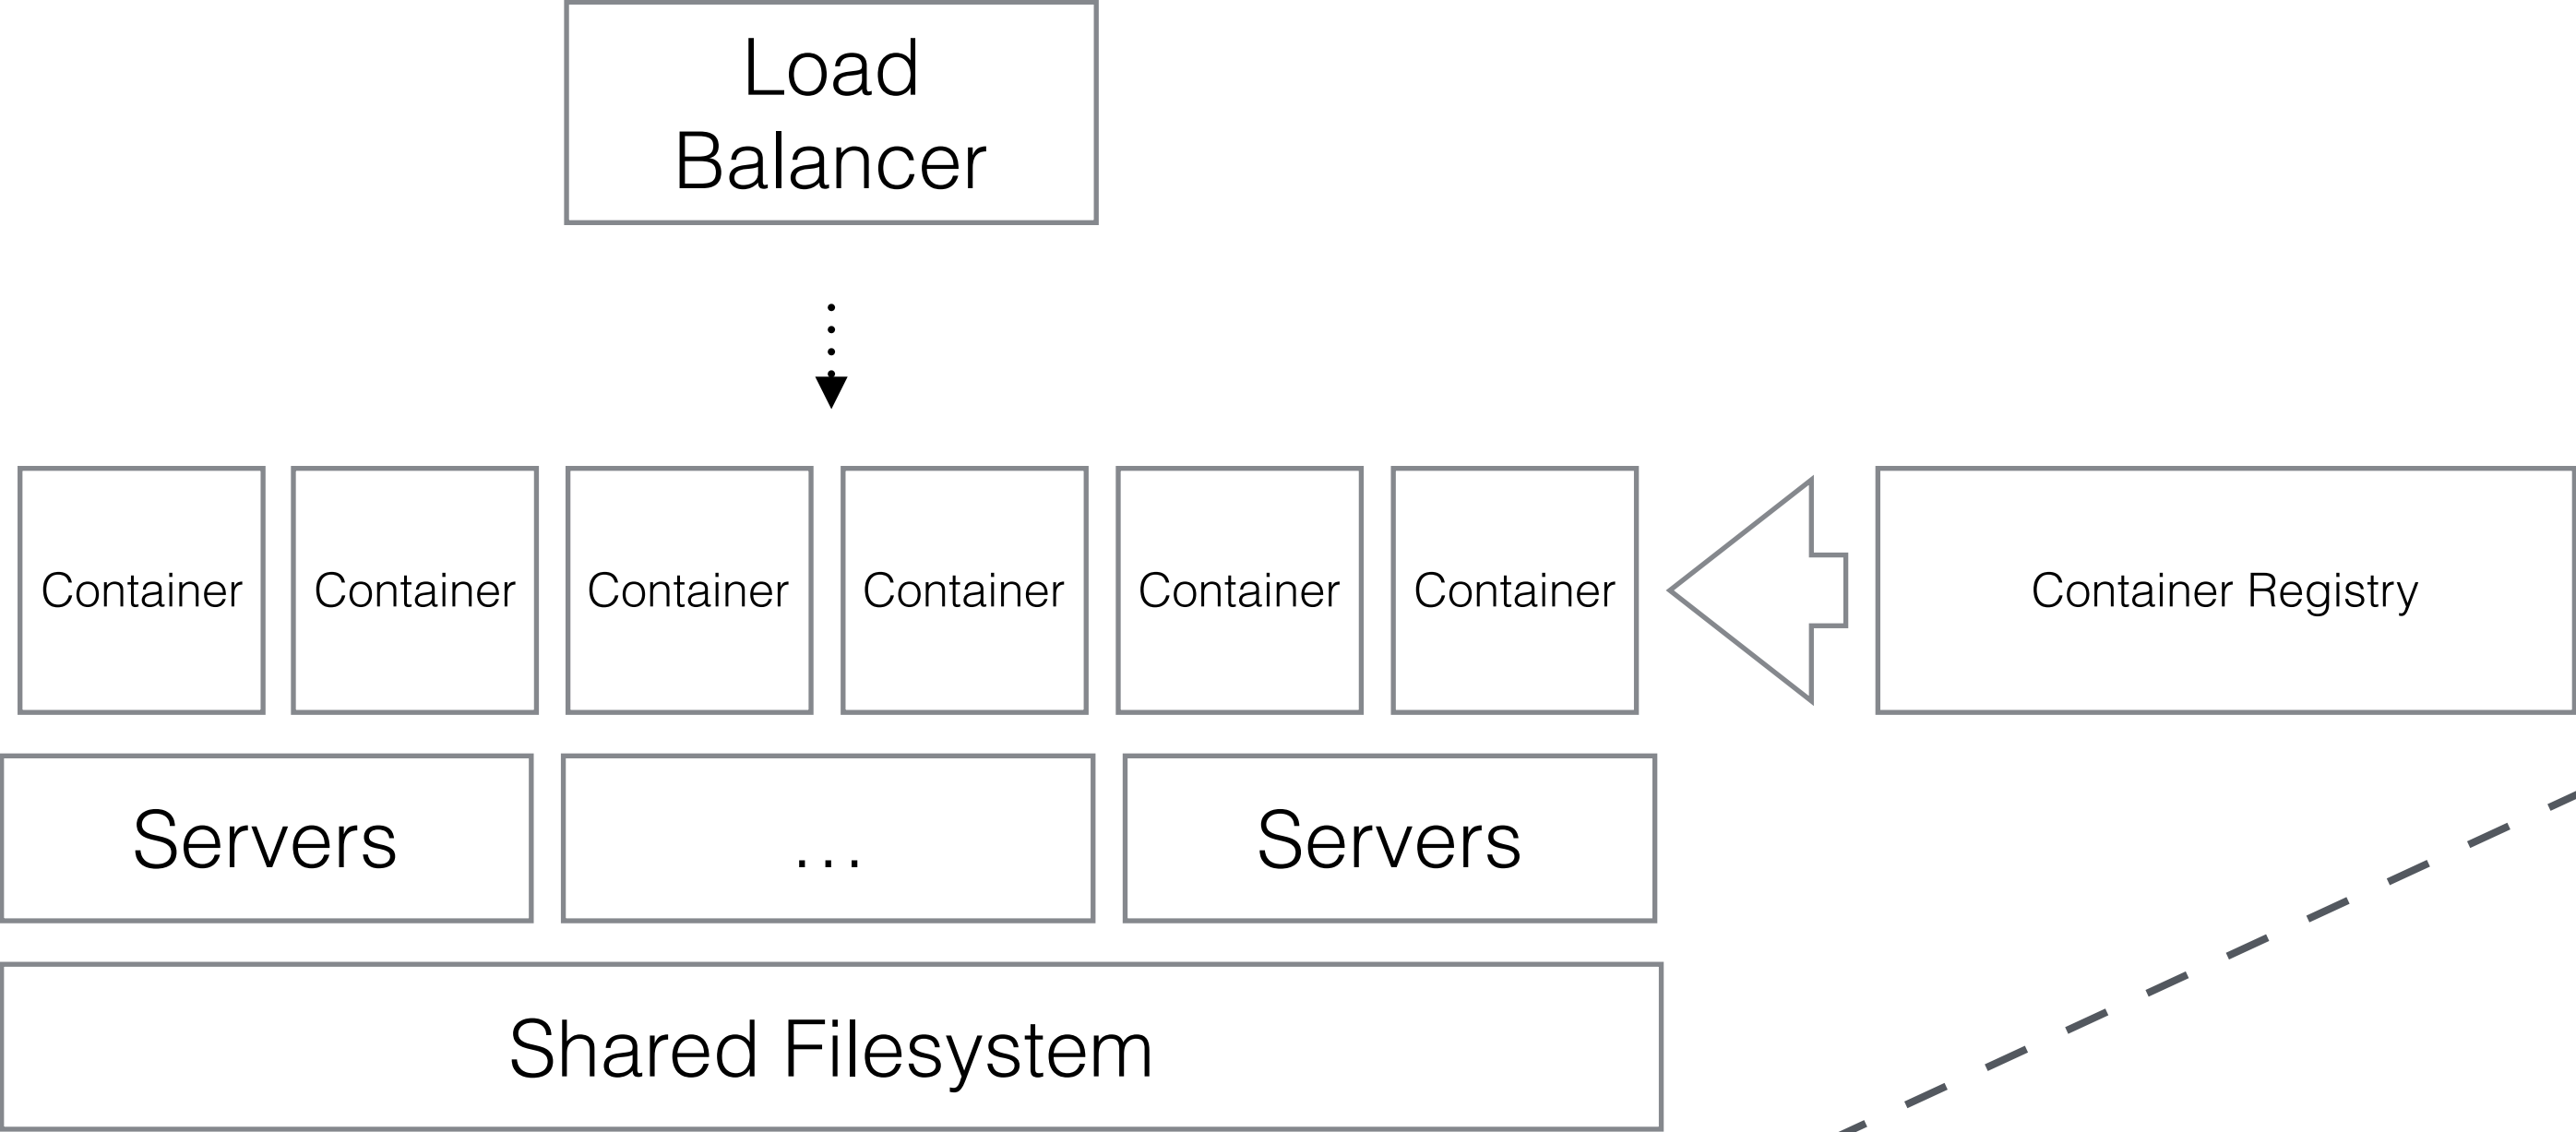 Load
Balancer
Container
Container
Container
Container
Container
Container
Container Registry
Servers
...
Servers
Shared Filesystem